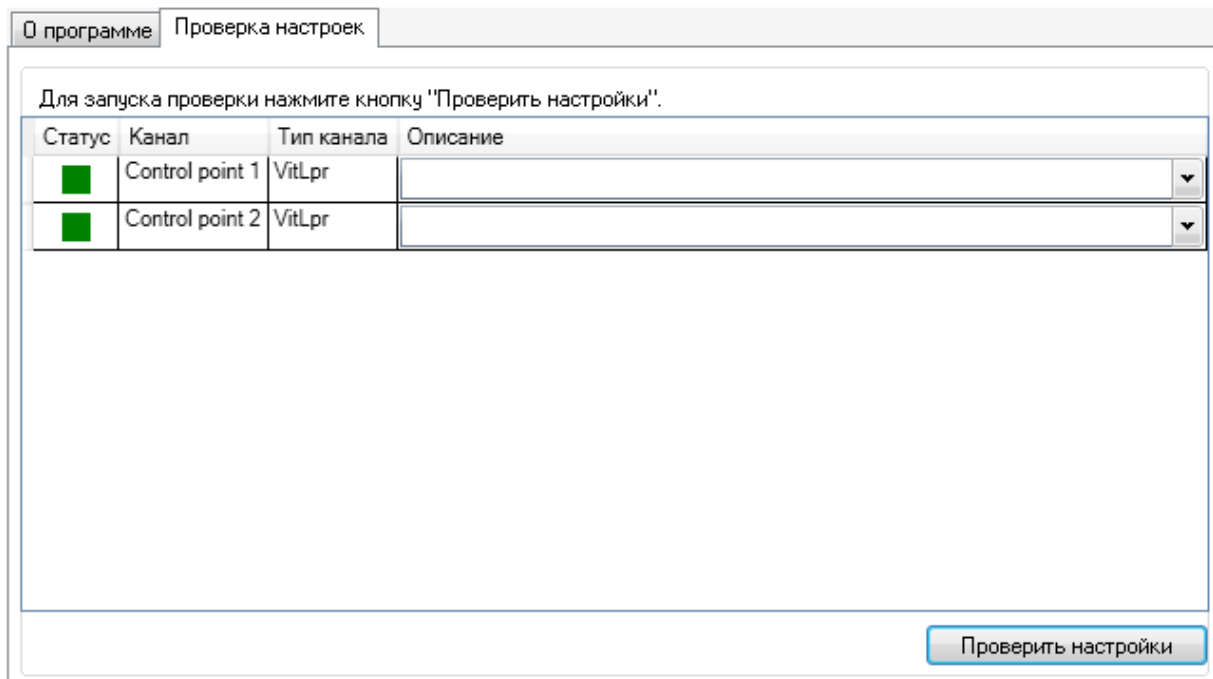 О программе Проверка настроек
Для запуска проверки нажмите кнопку "Проверить настройки".
Статус Канал Тип канала Описание
Control point 1 VitLpr
Control point 2 VitLpr
Проверить настройки